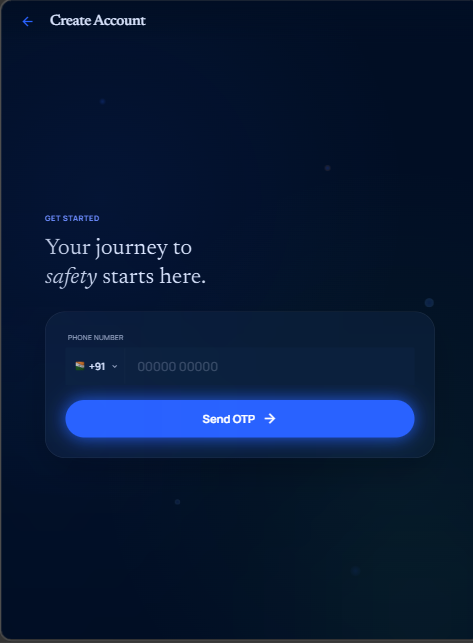 Create Account
GET STARTED
Your journey to
safety starts here.
PHONE NUMBER
+91
00000 00000
Send OTP